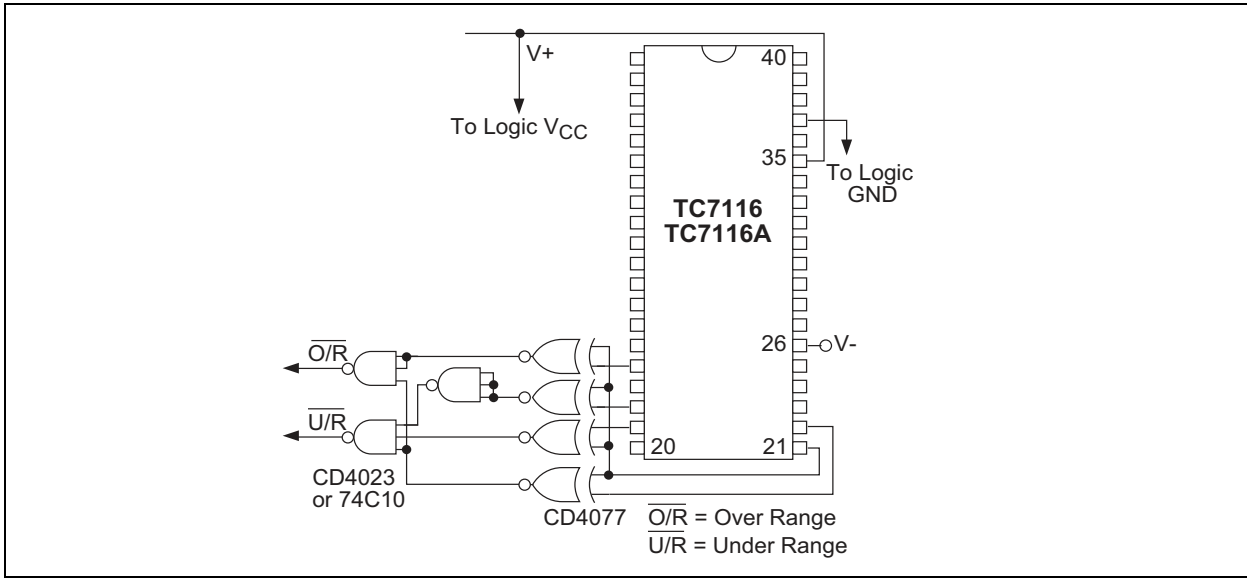 V+
To Logic VCC
40
35
To Logic
GND
TC7116
TC7116A
O/R
26
V-
U/R
20
21
CD4023
or 74C10
CD4077
O/R = Over Range
U/R = Under Range